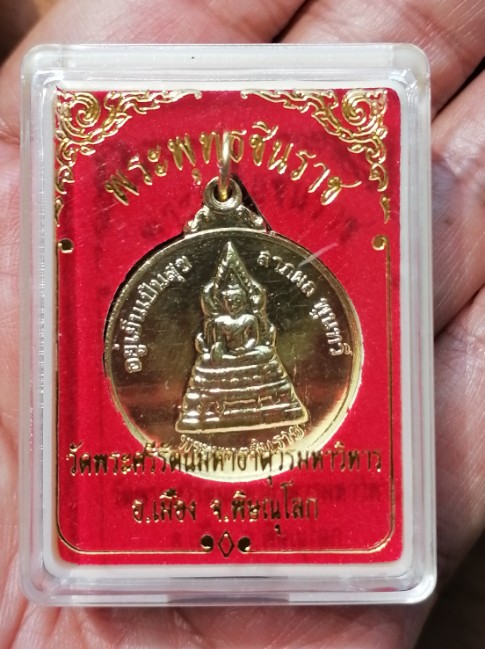 พระพุทธชินราช
อยู่เย็นเป็นสุข
ลาภผล พูนทวี
พระพุทธชินราช
วัดพระศรีรัตนมหาธาตุวรมหาวิหาร
อ.เมือง จ.พิษณุโลก